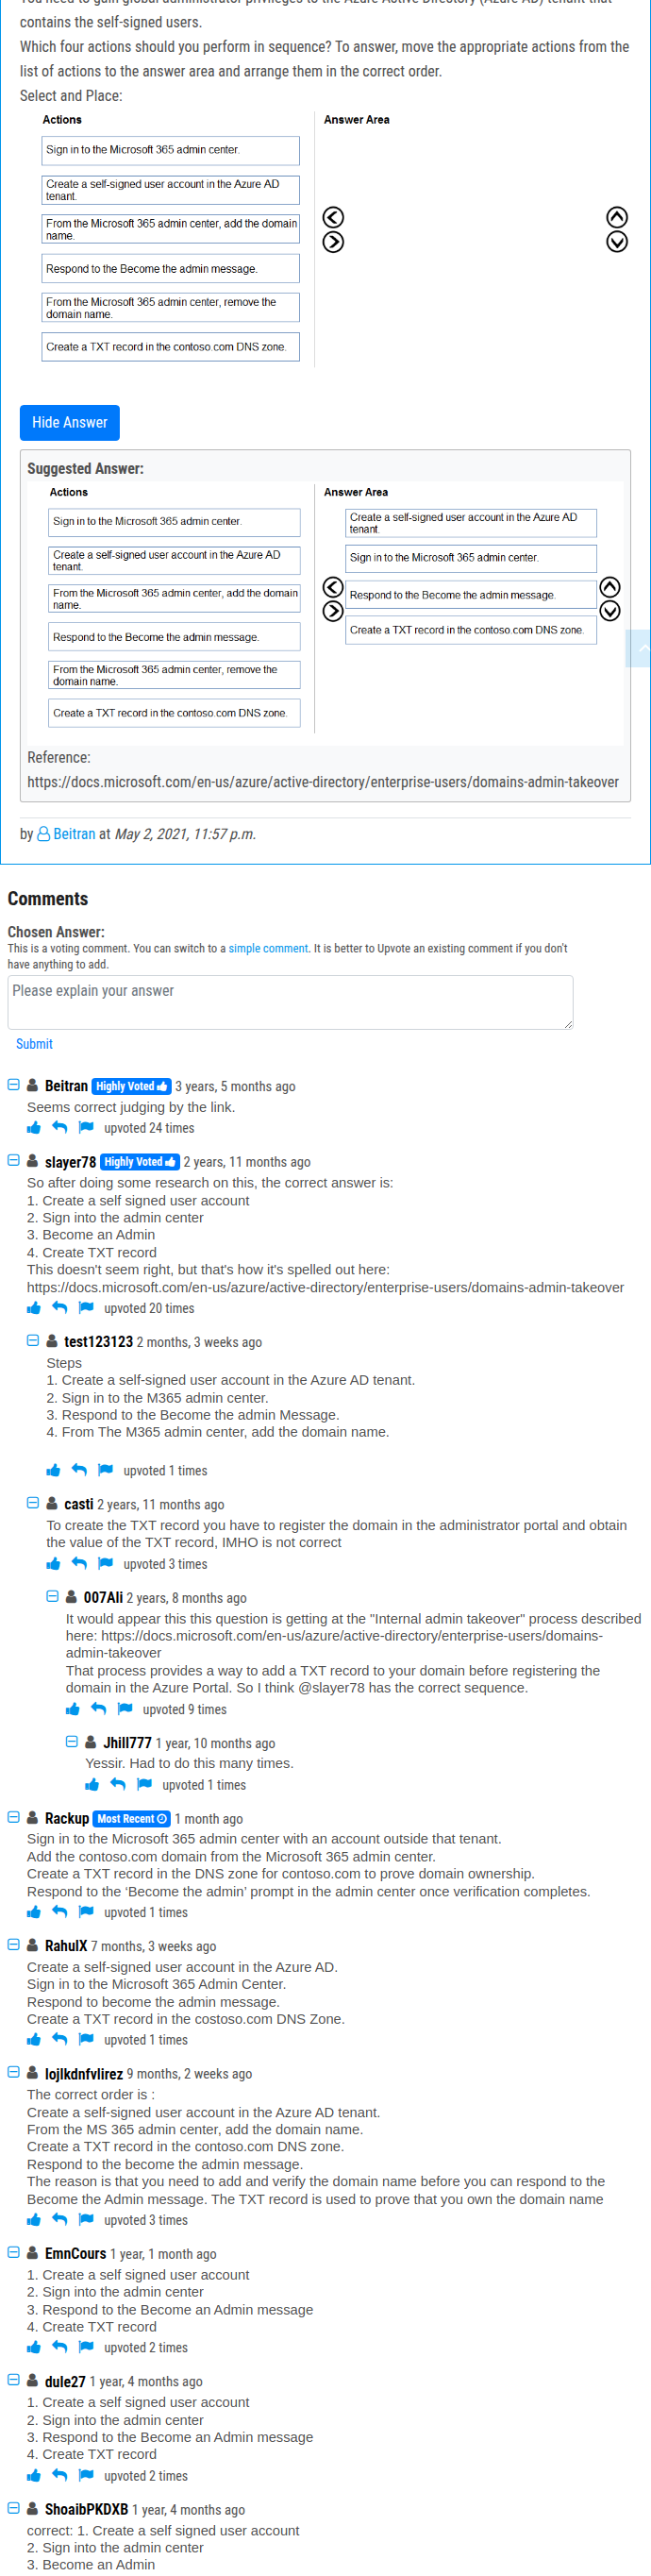 You need to gain global administrator privileges to the Azure Active Directory (Azure AD) tenant that
contains the self-signed users.
Which four actions should you perform in sequence? To answer, move the appropriate actions from the
list of actions to the answer area and arrange them in the correct order.
Select and Place:
Actions
Answer Area
Sign in to the Microsoft 365 admin center.
Create a self-signed user account in the Azure AD
tenant.
From the Microsoft 365 admin center, add the domain
name.
Respond to the Become the admin message.
From the Microsoft 365 admin center, remove the
domain name.
Create a TXT record in the contoso.com DNS zone.
Hide Answer
Suggested Answer:
Actions
Answer Area
Sign in to the Microsoft 365 admin center.
Create a self-signed user account in the Azure AD
tenant.
From the Microsoft 365 admin center, add the domain
name.
Respond to the Become the admin message.
From the Microsoft 365 admin center, remove the
domain name.
Create a TXT record in the contoso.com DNS zone.
Create a self-signed user account in the Azure AD
tenant.
Sign in to the Microsoft 365 admin center.
Respond to the Become the admin message.
Create a TXT record in the contoso.com DNS zone.
Reference:
https://docs.microsoft.com/en-us/azure/active-directory/enterprise-users/domains-admin-takeover
by Beitran at May 2, 2021, 11:57 p.m.
Comments
Chosen Answer:
This is a voting comment. You can switch to a simple comment. It is better to Upvote an existing comment if you don't
have anything to add.
Please explain your answer
Submit
Beitran Highly Voted 3 years, 5 months ago
Seems correct judging by the link.
upvoted 24 times
slayer78 Highly Voted 2 years, 11 months ago
So after doing some research on this, the correct answer is:
1. Create a self signed user account
2. Sign into the admin center
3. Become an Admin
4. Create TXT record
This doesn't seem right, but that's how it's spelled out here:
https://docs.microsoft.com/en-us/azure/active-directory/enterprise-users/domains-admin-takeover
upvoted 20 times
test123123 2 months, 3 weeks ago
Steps
1. Create a self-signed user account in the Azure AD tenant.
2. Sign in to the M365 admin center.
3. Respond to the Become the admin Message.
4. From The M365 admin center, add the domain name.
upvoted 1 times
casti 2 years, 11 months ago
To create the TXT record you have to register the domain in the administrator portal and obtain
the value of the TXT record, IMHO is not correct
upvoted 3 times
007Ali 2 years, 8 months ago
It would appear this this question is getting at the "Internal admin takeover" process described
here: https://docs.microsoft.com/en-us/azure/active-directory/enterprise-users/domains-
admin-takeover
That process provides a way to add a TXT record to your domain before registering the
domain in the Azure Portal. So I think @slayer78 has the correct sequence.
upvoted 9 times
Jhill777 1 year, 10 months ago
Yessir. Had to do this many times.
upvoted 1 times
Rackup Most Recent 1 month ago
Sign in to the Microsoft 365 admin center with an account outside that tenant.
Add the contoso.com domain from the Microsoft 365 admin center.
Create a TXT record in the DNS zone for contoso.com to prove domain ownership.
Respond to the ‘Become the admin’ prompt in the admin center once verification completes.
upvoted 1 times
RahulX 7 months, 3 weeks ago
Create a self-signed user account in the Azure AD.
Sign in to the Microsoft 365 Admin Center.
Respond to become the admin message.
Create a TXT record in the costoso.com DNS Zone.
upvoted 1 times
lojlkdnfvlirez 9 months, 2 weeks ago
The correct order is :
Create a self-signed user account in the Azure AD tenant.
From the MS 365 admin center, add the domain name.
Create a TXT record in the contoso.com DNS zone.
Respond to the become the admin message.
The reason is that you need to add and verify the domain name before you can respond to the
Become the Admin message. The TXT record is used to prove that you own the domain name
upvoted 3 times
EmnCours 1 year, 1 month ago
1. Create a self signed user account
2. Sign into the admin center
3. Respond to the Become an Admin message
4. Create TXT record
upvoted 2 times
dule27 1 year, 4 months ago
1. Create a self signed user account
2. Sign into the admin center
3. Respond to the Become an Admin message
4. Create TXT record
upvoted 2 times
ShoaibPKDXB 1 year, 4 months ago
correct: 1. Create a self signed user account
2. Sign into the admin center
3. Become an Admin